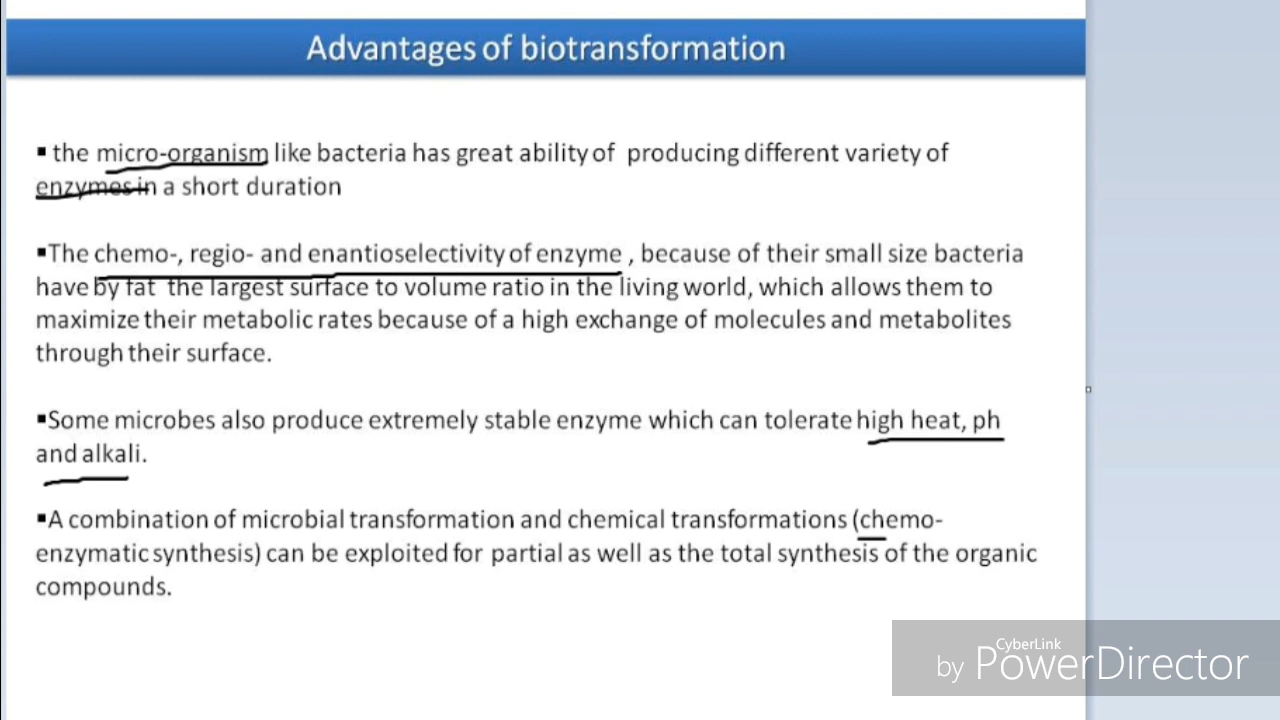 Advantages of biotransformation
▪ the micro-organism like bacteria has great ability of producing different variety of
enzymes in a short duration
▪The chemo-, regio- and enantioselectivity of enzyme , because of their small size bacteria
have by fat the largest surface to volume ratio in the living world, which allows them to
maximize their metabolic rates because of a high exchange of molecules and metabolites
through their surface.
▪Some microbes also produce extremely stable enzyme which can tolerate high heat, ph
and alkali.
▪A combination of microbial transformation and chemical transformations (chemo-
enzymatic synthesis) can be exploited for partial as well as the total synthesis of the organic
compounds.
CyberLink
by PowerDirector